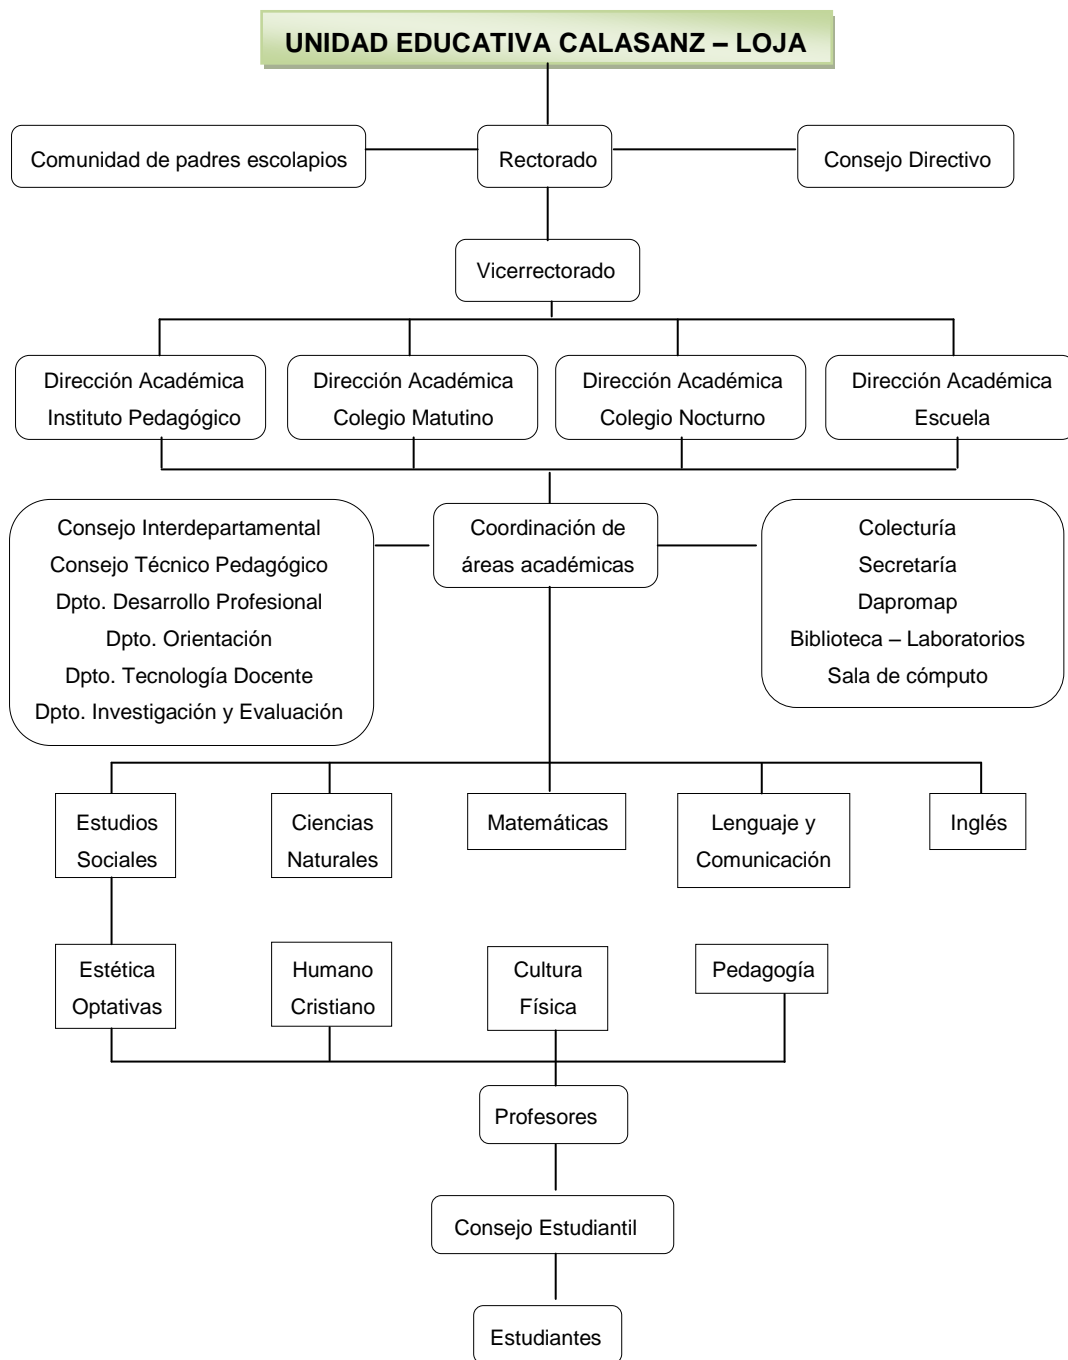 UNIDAD EDUCATIVA CALASANZ – LOJA
Comunidad de padres escolapios
Rectorado
Consejo Directivo
Vicerrectorado
Dirección Académica
Instituto Pedagógico
Dirección Académica
Colegio Matutino
Dirección Académica
Colegio Nocturno
Dirección Académica
Escuela
Consejo Interdepartamental
Consejo Técnico Pedagógico
Dpto. Desarrollo Profesional
Dpto. Orientación
Dpto. Tecnología Docente
Dpto. Investigación y Evaluación
Coordinación de
áreas académicas
Colecturía
Secretaría
Dapromap
Biblioteca – Laboratorios
Sala de cómputo
Estudios
Sociales
Ciencias
Naturales
Matemáticas
Lenguaje y
Comunicación
Inglés
Estética
Optativas
Humano
Cristiano
Cultura
Física
Pedagogía
Profesores
Consejo Estudiantil
Estudiantes